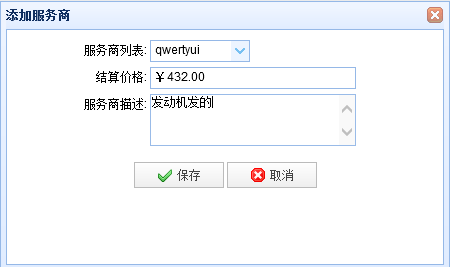 添加服务商
服务商列表: qwertyui
结算价格: ￥432.00
服务商描述: 发动机发的
保存 取消